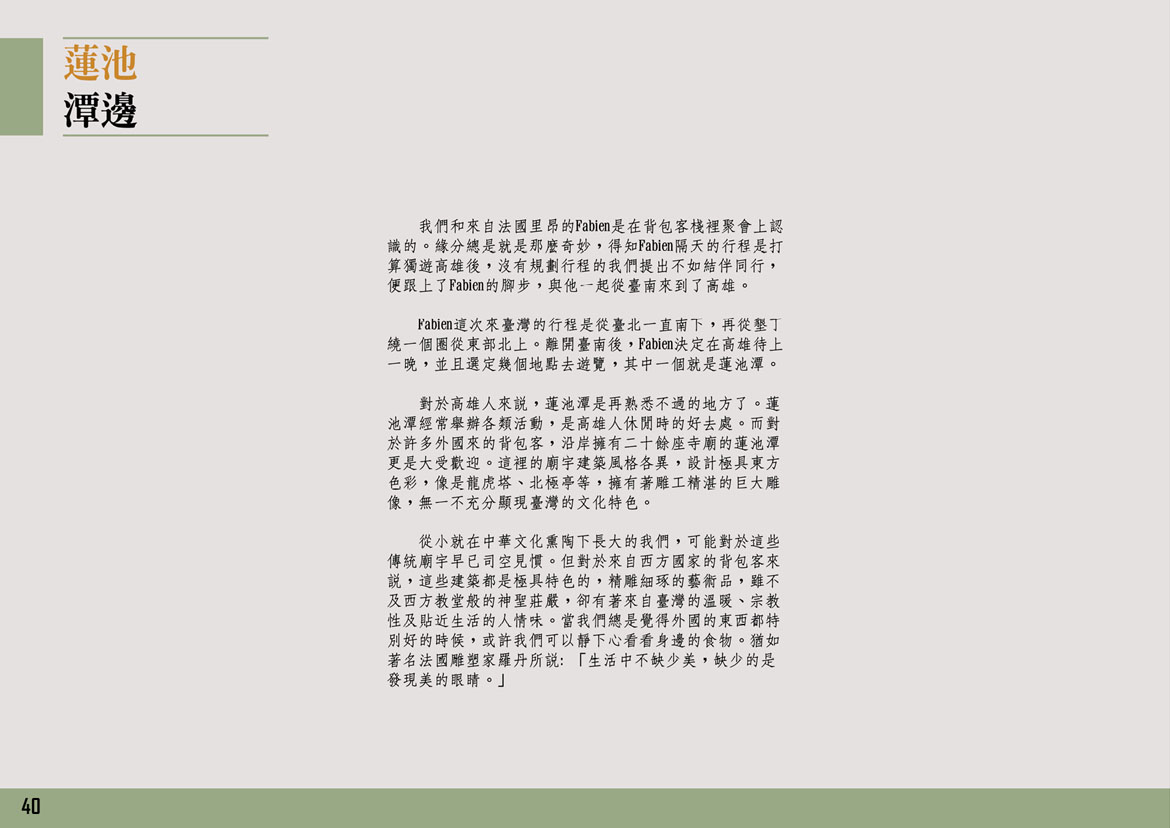 蓮池
潭邊
我們和來自法國里昂的Fabien是在背包客棧裡聚會上認
識的。緣分總是就是那麼奇妙，得知Fabien隔天的行程是打
算獨遊高雄後，沒有規劃行程的我們提出不如結伴同行，
便跟上了Fabien的腳步，與他一起從臺南來到了高雄。
Fabien這次來臺灣的行程是從臺北一直南下，再從墾丁
繞一個圈從東部北上。離開臺南後，Fabien決定在高雄待上
一晚，並且選定幾個地點去遊覽，其中一個就是蓮池潭。
對於高雄人來說，蓮池潭是再熟悉不過的地方了。蓮
池潭經常舉辦各類活動，是高雄人休閒時的好去處。而對
於許多外國來的背包客，沿岸擁有二十餘座寺廟的蓮池潭
更是大受歡迎。這裡的廟宇建築風格各異，設計極具東方
色彩，像是龍虎塔、北極亭等，擁有著雕工精湛的巨大雕
像，無一不充分顯現臺灣的文化特色。
從小就在中華文化熏陶下長大的我們，可能對於這些
傳統廟宇早已司空見慣。但對於來自西方國家的背包客來
說，這些建築都是極具特色的，精雕細琢的藝術品，雖不
及西方教堂般的神聖莊嚴，卻有著來自臺灣的溫暖、宗教
性及貼近生活的人情味。當我們總是覺得外國的東西都特
別好的時候，或許我們可以靜下心看看身邊的食物。猶如
著名法國雕塑家羅丹所說:「生活中不缺少美，缺少的是
發現美的眼睛。」
40